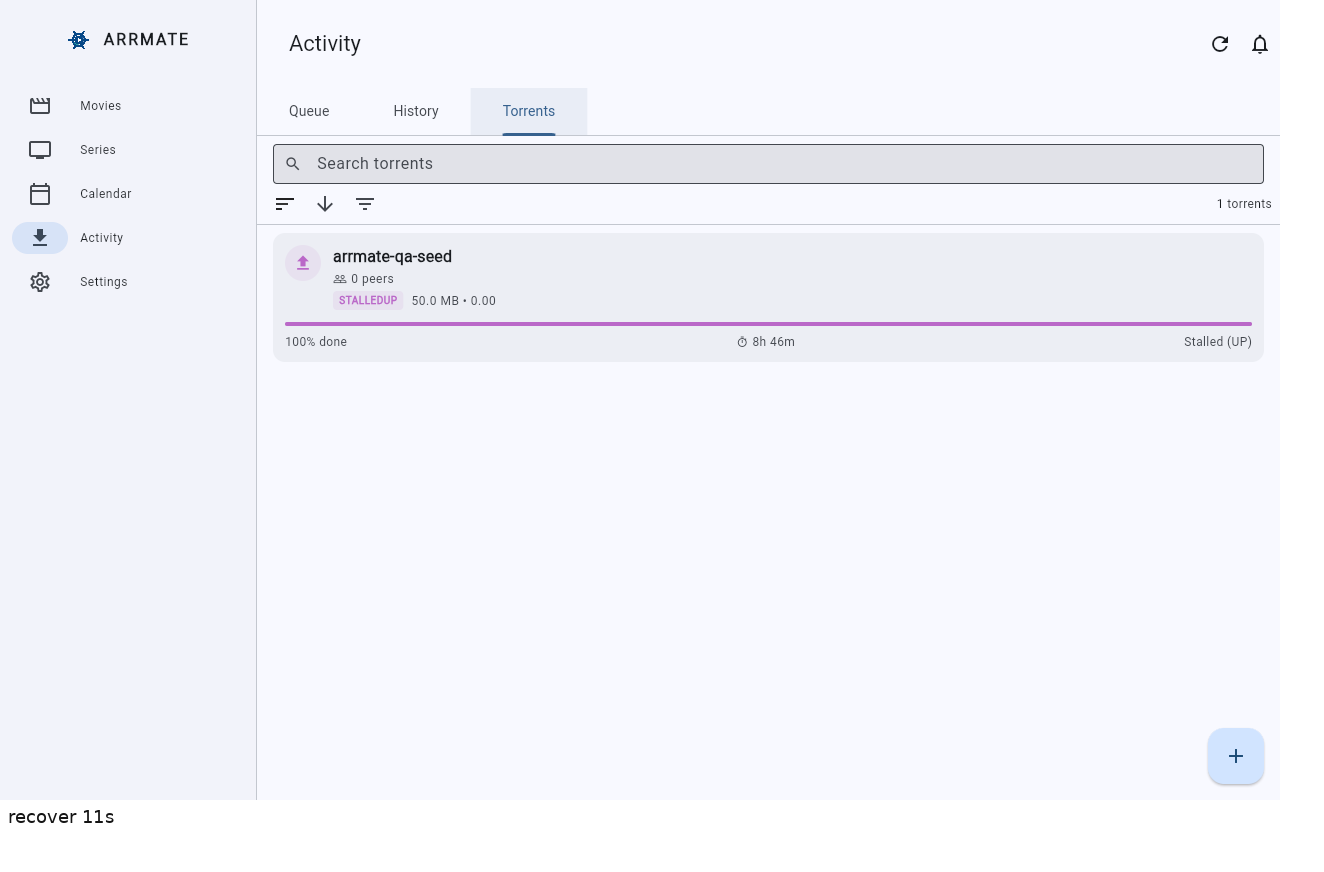 ARRMATE
Movies
Series
Calendar
Activity
Settings
Activity
Queue
History
Torrents
Search torrents
1 torrents
arrmate-qa-seed
0 peers
STALLEDUP 50.0 MB • 0.00
100% done 8h 46m Stalled (UP)
recover 11s